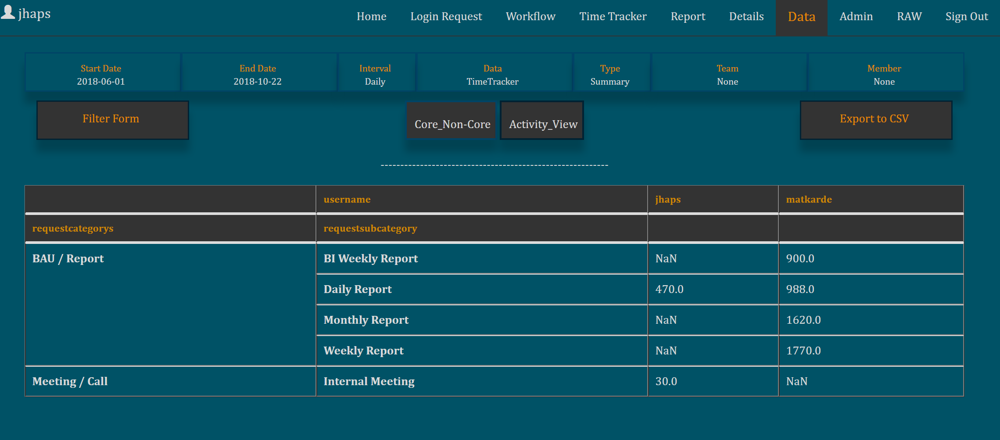 jhaps
Home Login Request Workflow Time Tracker Report Details Data Admin RAW Sign Out
Start Date End Date Interval Data Type Team Member
2018-06-01 2018-10-22 Daily TimeTracker Summary None None
Filter Form Core_Non-Core Activity_View Export to CSV
----------------------------------------------------------
username jhaps matkarde
requestcategorys requestsubcategory
BAU / Report BI Weekly Report NaN 900.0
Daily Report 470.0 988.0
Monthly Report NaN 1620.0
Weekly Report NaN 1770.0
Meeting / Call Internal Meeting 30.0 NaN